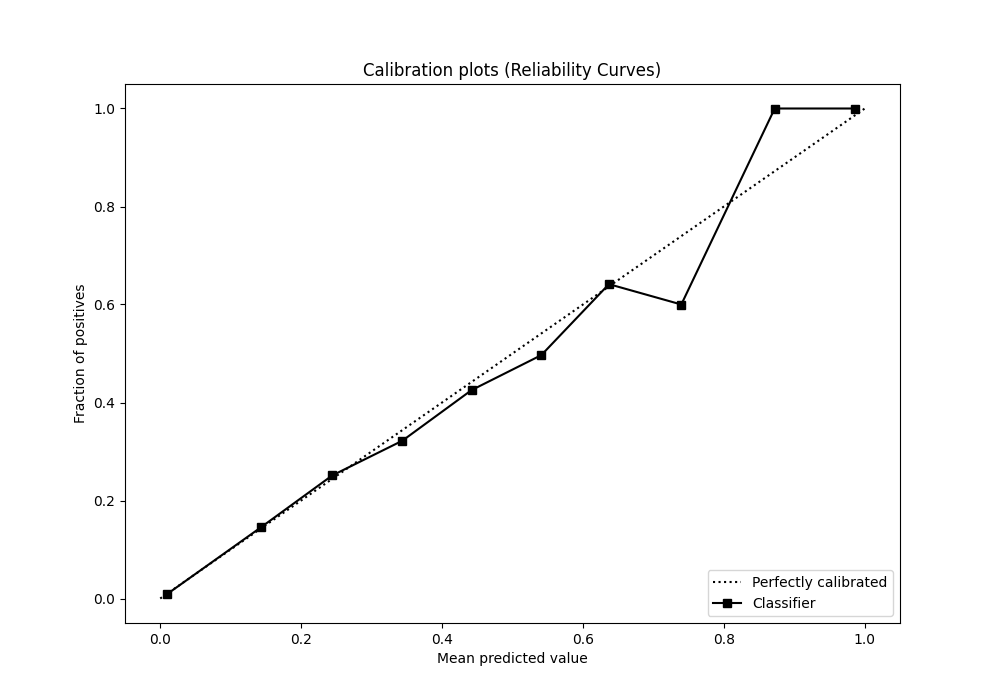 Calibration plots (Reliability Curves)
1.0
0.8
0.6
0.4
0.2
0.0
Fraction of positives
0.0 0.2 0.4 0.6 0.8 1.0
Mean predicted value
Perfectly calibrated
Classifier